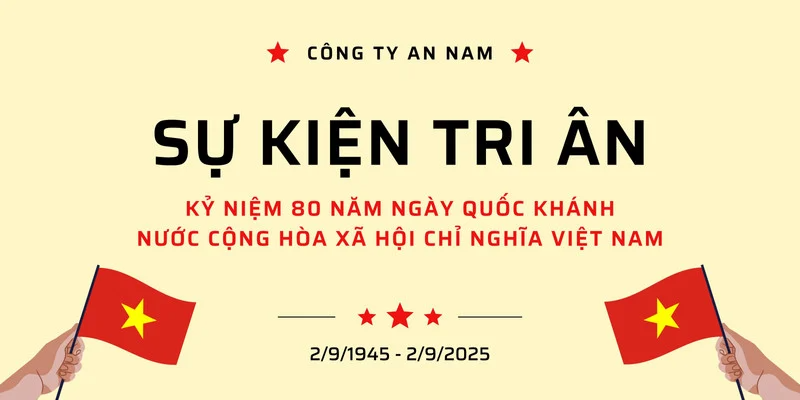 CÔNG TY AN NAM
SỰ KIỆN TRI ÂN
KỶ NIỆM 80 NĂM NGÀY QUỐC KHÁNH
NƯỚC CỘNG HÒA XÃ HỘI CHỈ NGHĨA VIỆT NAM
2/9/1945 - 2/9/2025